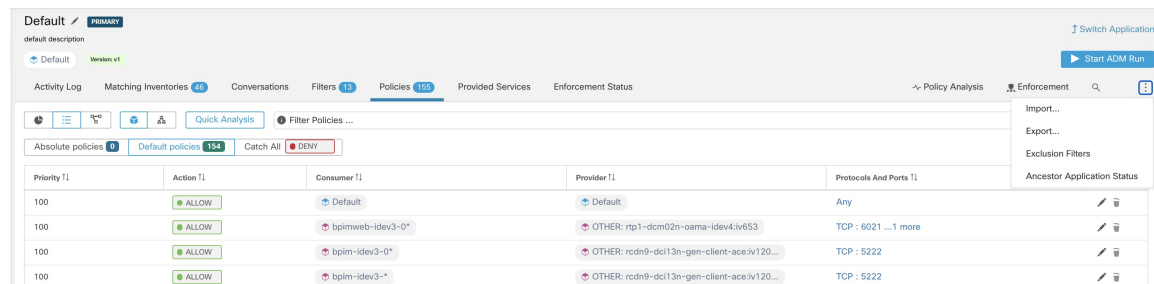 Default PRIMARY
default description
Switch Application
Default Version: v1
Start ADM Run
Activity Log Matching Inventories 46 Conversations Filters 13 Policies 155 Provided Services Enforcement Status Policy Analysis Enforcement
Import...
Export...
Exclusion Filters
Ancestor Application Status
Quick Analysis Filter Policies ...
Absolute policies 0 Default policies 154 Catch All DENY
Priority Action Consumer Provider Protocols And Ports
100 ALLOW Default Default Any
100 ALLOW bpimweb-idev3-0* OTHER: rtp1-dcm02n-oama-idev4:iv653 TCP : 6021 ...1 more
100 ALLOW bpim-idev3-0* OTHER: rcdn9-dci13n-gen-client-ace:iv120... TCP : 5222
100 ALLOW bpim-idev3-* OTHER: rcdn9-dci13n-gen-client-ace:iv120... TCP : 5222